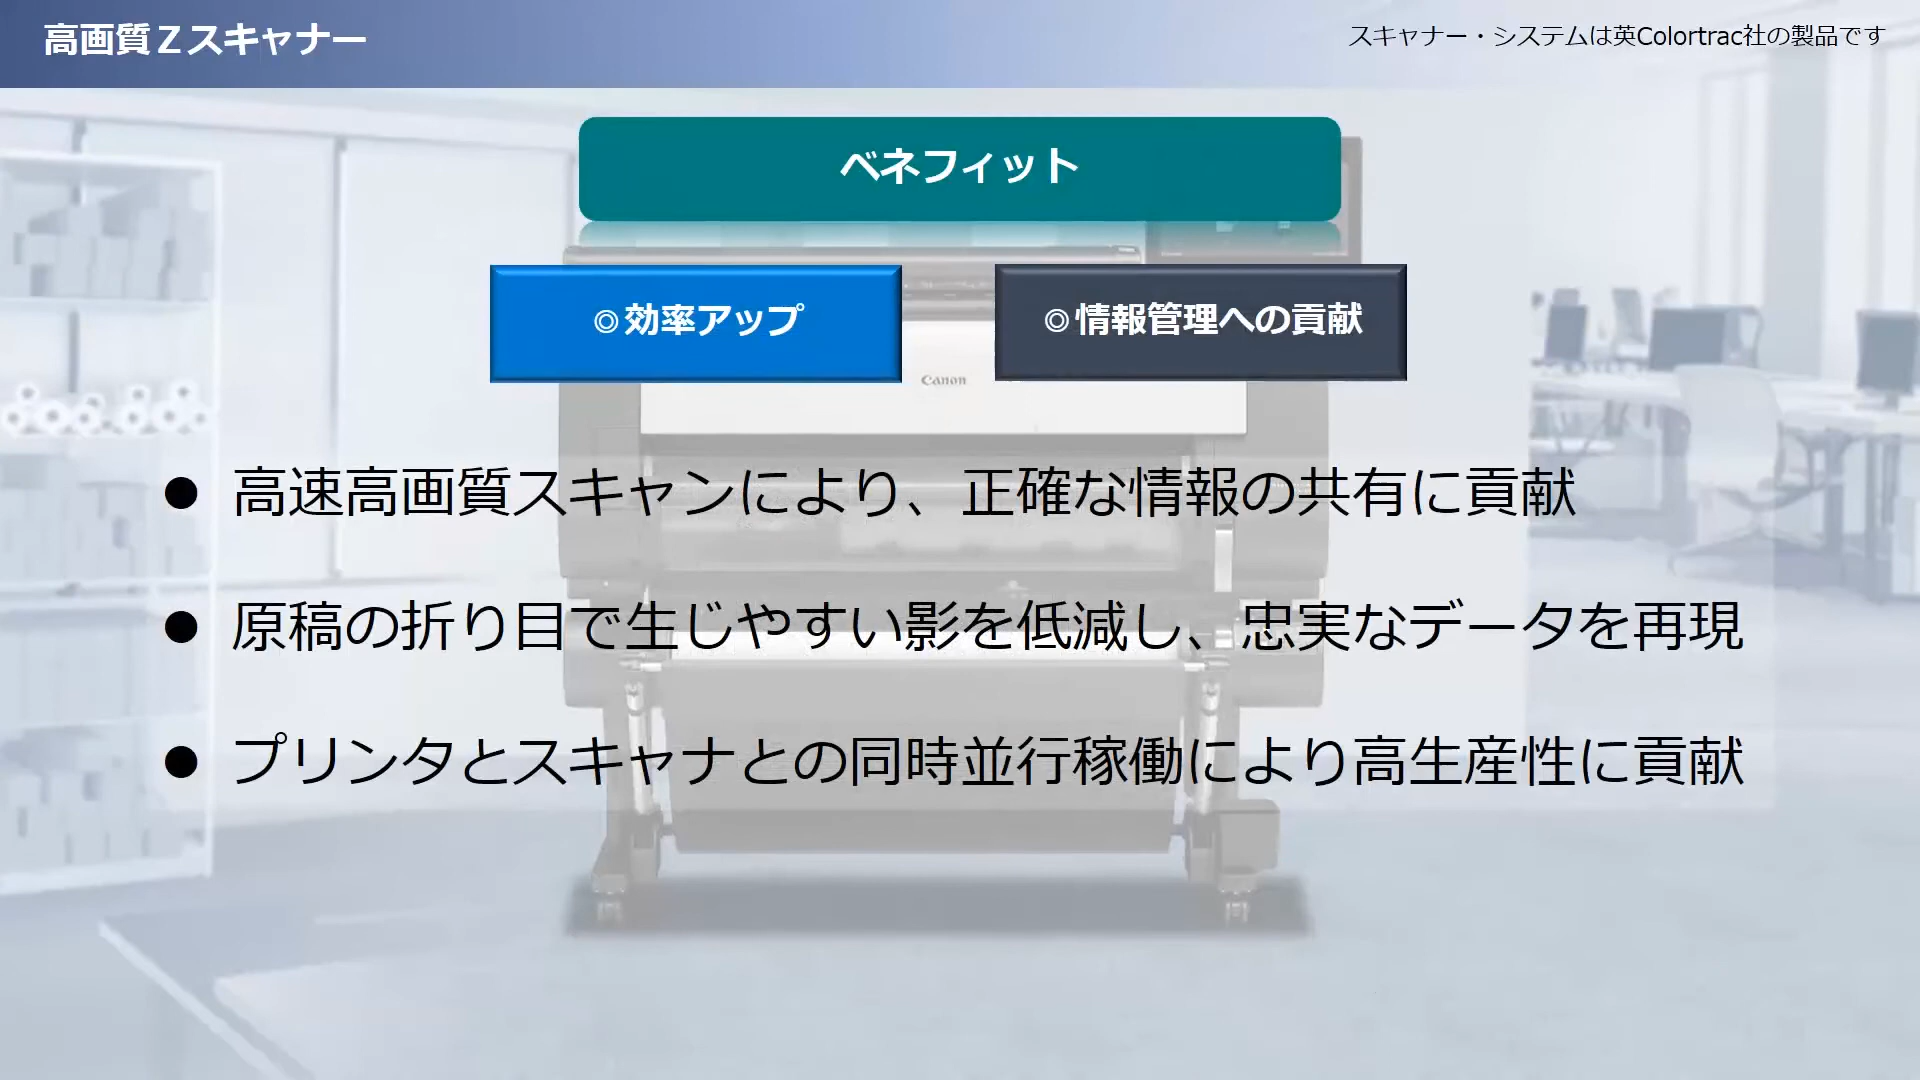 高画質Ｚスキャナー
スキャナー・システムは英Colortrac社の製品です
ベネフィット
◎効率アップ
◎情報管理への貢献
Canon
● 高速高画質スキャンにより、正確な情報の共有に貢献
● 原稿の折り目で生じやすい影を低減し、忠実なデータを再現
● プリンタとスキャナとの同時並行稼働により高生産性に貢献